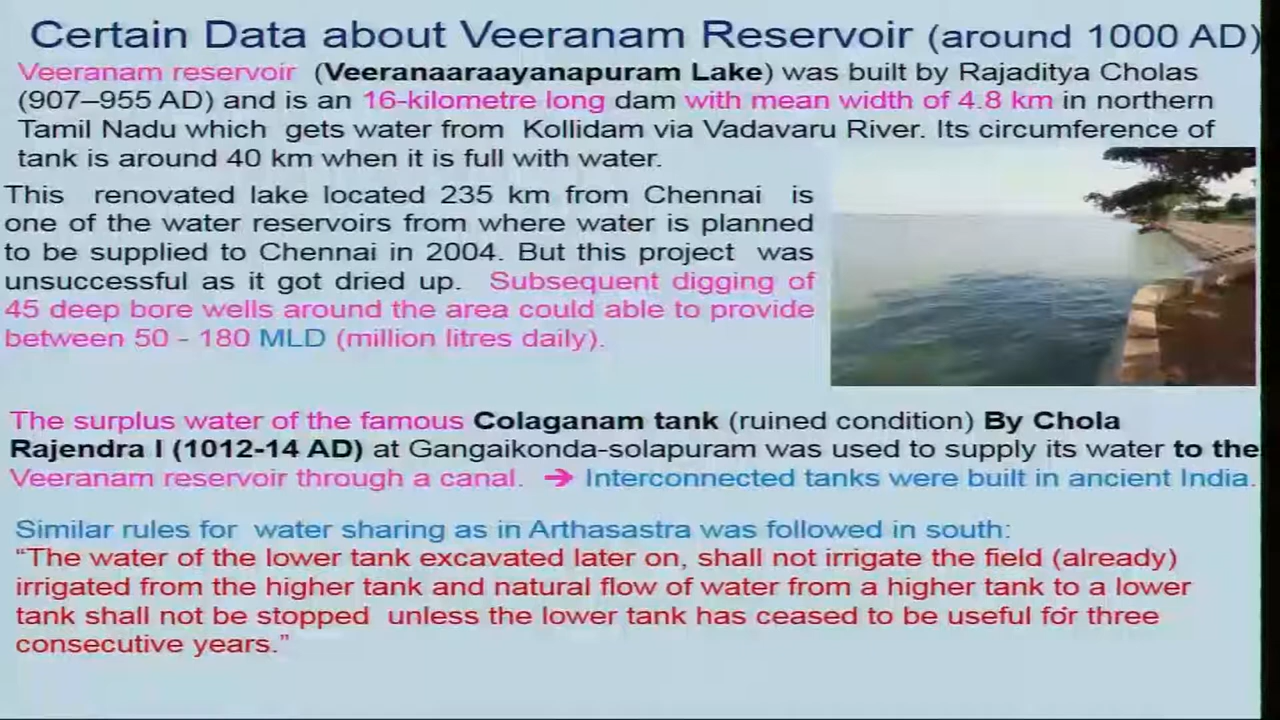 Certain Data about Veeranam Reservoir (around 1000 AD)
Veeranam reservoir (Veeranaaraayanapuram Lake) was built by Rajaditya Cholas
(907–955 AD) and is an 16-kilometre long dam with mean width of 4.8 km in northern
Tamil Nadu which gets water from Kollidam via Vadavaru River. Its circumference of
tank is around 40 km when it is full with water.
This renovated lake located 235 km from Chennai is
one of the water reservoirs from where water is planned
to be supplied to Chennai in 2004. But this project was
unsuccessful as it got dried up. Subsequent digging of
45 deep bore wells around the area could able to provide
between 50 - 180 MLD (million litres daily).
The surplus water of the famous Colaganam tank (ruined condition) By Chola
Rajendra I (1012-14 AD) at Gangaikonda-solapuram was used to supply its water to the
Veeranam reservoir through a canal. ➔ Interconnected tanks were built in ancient India.
Similar rules for water sharing as in Arthasastra was followed in south:
“The water of the lower tank excavated later on, shall not irrigate the field (already)
irrigated from the higher tank and natural flow of water from a higher tank to a lower
tank shall not be stopped unless the lower tank has ceased to be useful for three
consecutive years.”